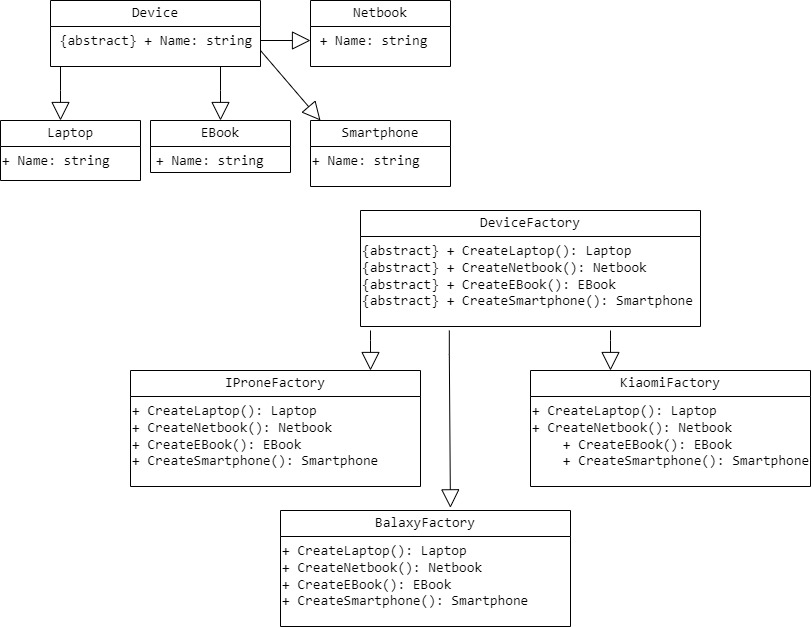 Device
{abstract} + Name: string
Netbook
+ Name: string
Laptop
+ Name: string
EBook
+ Name: string
Smartphone
+ Name: string
DeviceFactory
{abstract} + CreateLaptop(): Laptop
{abstract} + CreateNetbook(): Netbook
{abstract} + CreateEBook(): EBook
{abstract} + CreateSmartphone(): Smartphone
IProneFactory
+ CreateLaptop(): Laptop
+ CreateNetbook(): Netbook
+ CreateEBook(): EBook
+ CreateSmartphone(): Smartphone
KiaomiFactory
+ CreateLaptop(): Laptop
+ CreateNetbook(): Netbook
+ CreateEBook(): EBook
+ CreateSmartphone(): Smartphone
BalaxyFactory
+ CreateLaptop(): Laptop
+ CreateNetbook(): Netbook
+ CreateEBook(): EBook
+ CreateSmartphone(): Smartphone